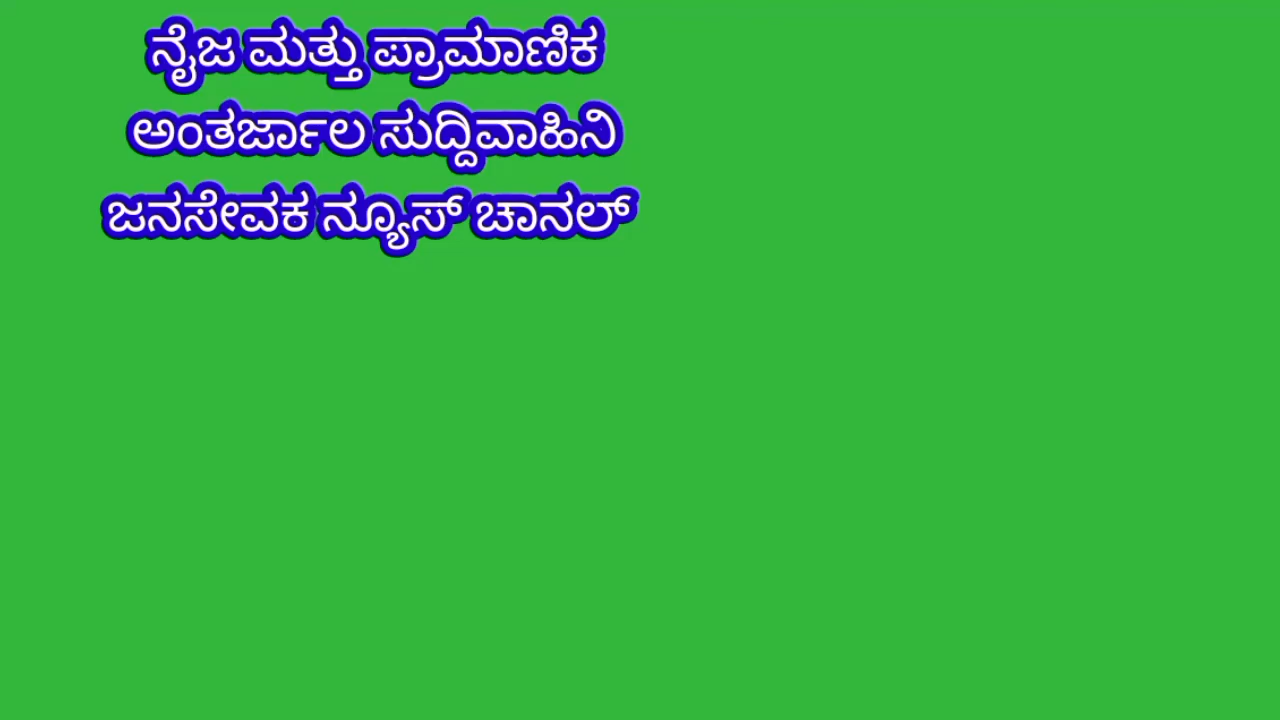 ನೈಜ ಮತ್ತು ಪ್ರಾಮಾಣಿಕ
ಅಂತರ್ಜಾಲ ಸುದ್ದಿವಾಹಿನಿ
ಜನಸೇವಕ ನ್ಯೂಸ್ ಚಾನಲ್